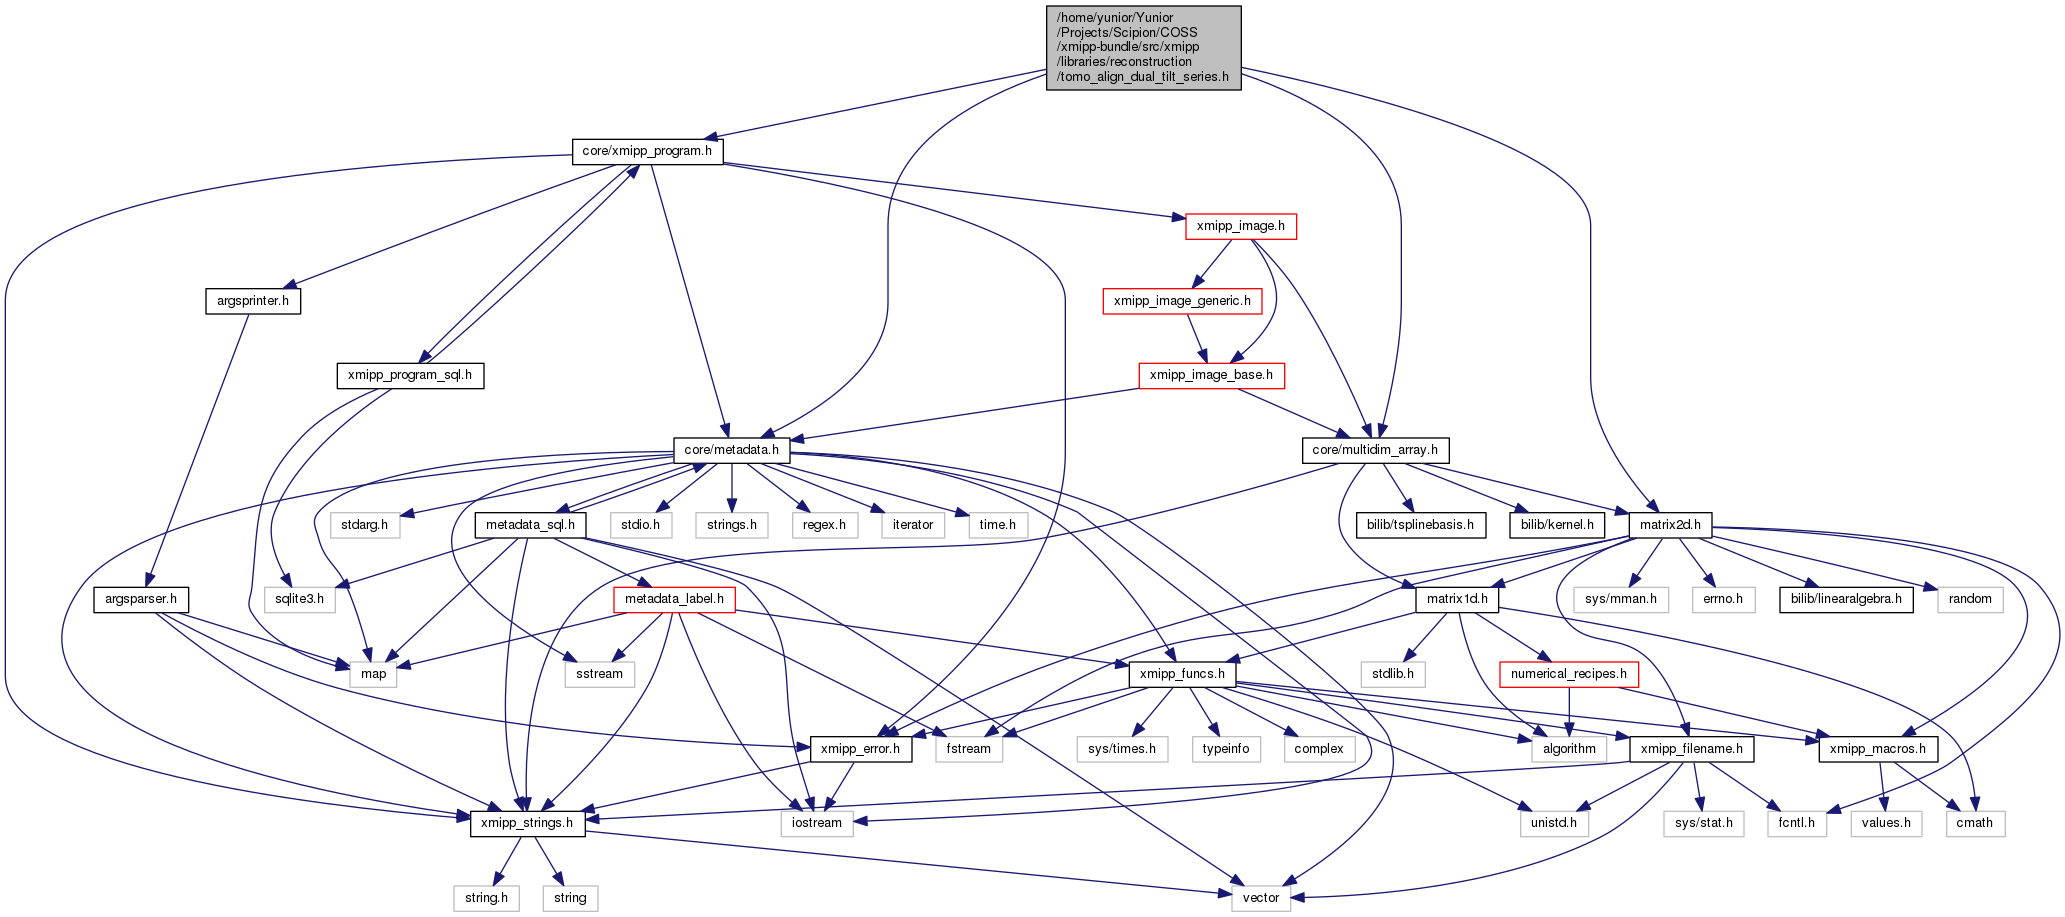 /home/yunior/Yunior
/Projects/Scipion/COSS
/xmipp-bundle/src/xmipp
/libraries/reconstruction
/tomo_align_dual_tilt_series.h
core/xmipp_program.h
xmipp_image.h
argsprinter.h
xmipp_image_generic.h
xmipp_program_sql.h
xmipp_image_base.h
core/metadata.h
core/multidim_array.h
stdarg.h
metadata_sql.h
stdio.h
strings.h
regex.h
iterator
time.h
bilib/tsplinebasis.h
bilib/kernel.h
matrix2d.h
argsparser.h
sqlite3.h
metadata_label.h
matrix1d.h
sys/mman.h
errno.h
bilib/linearalgebra.h
random
map
sstream
xmipp_funcs.h
stdlib.h
numerical_recipes.h
xmipp_error.h
fstream
sys/times.h
typeinfo
complex
algorithm
xmipp_filename.h
xmipp_macros.h
xmipp_strings.h
iostream
unistd.h
sys/stat.h
fcntl.h
values.h
cmath
string.h
string
vector